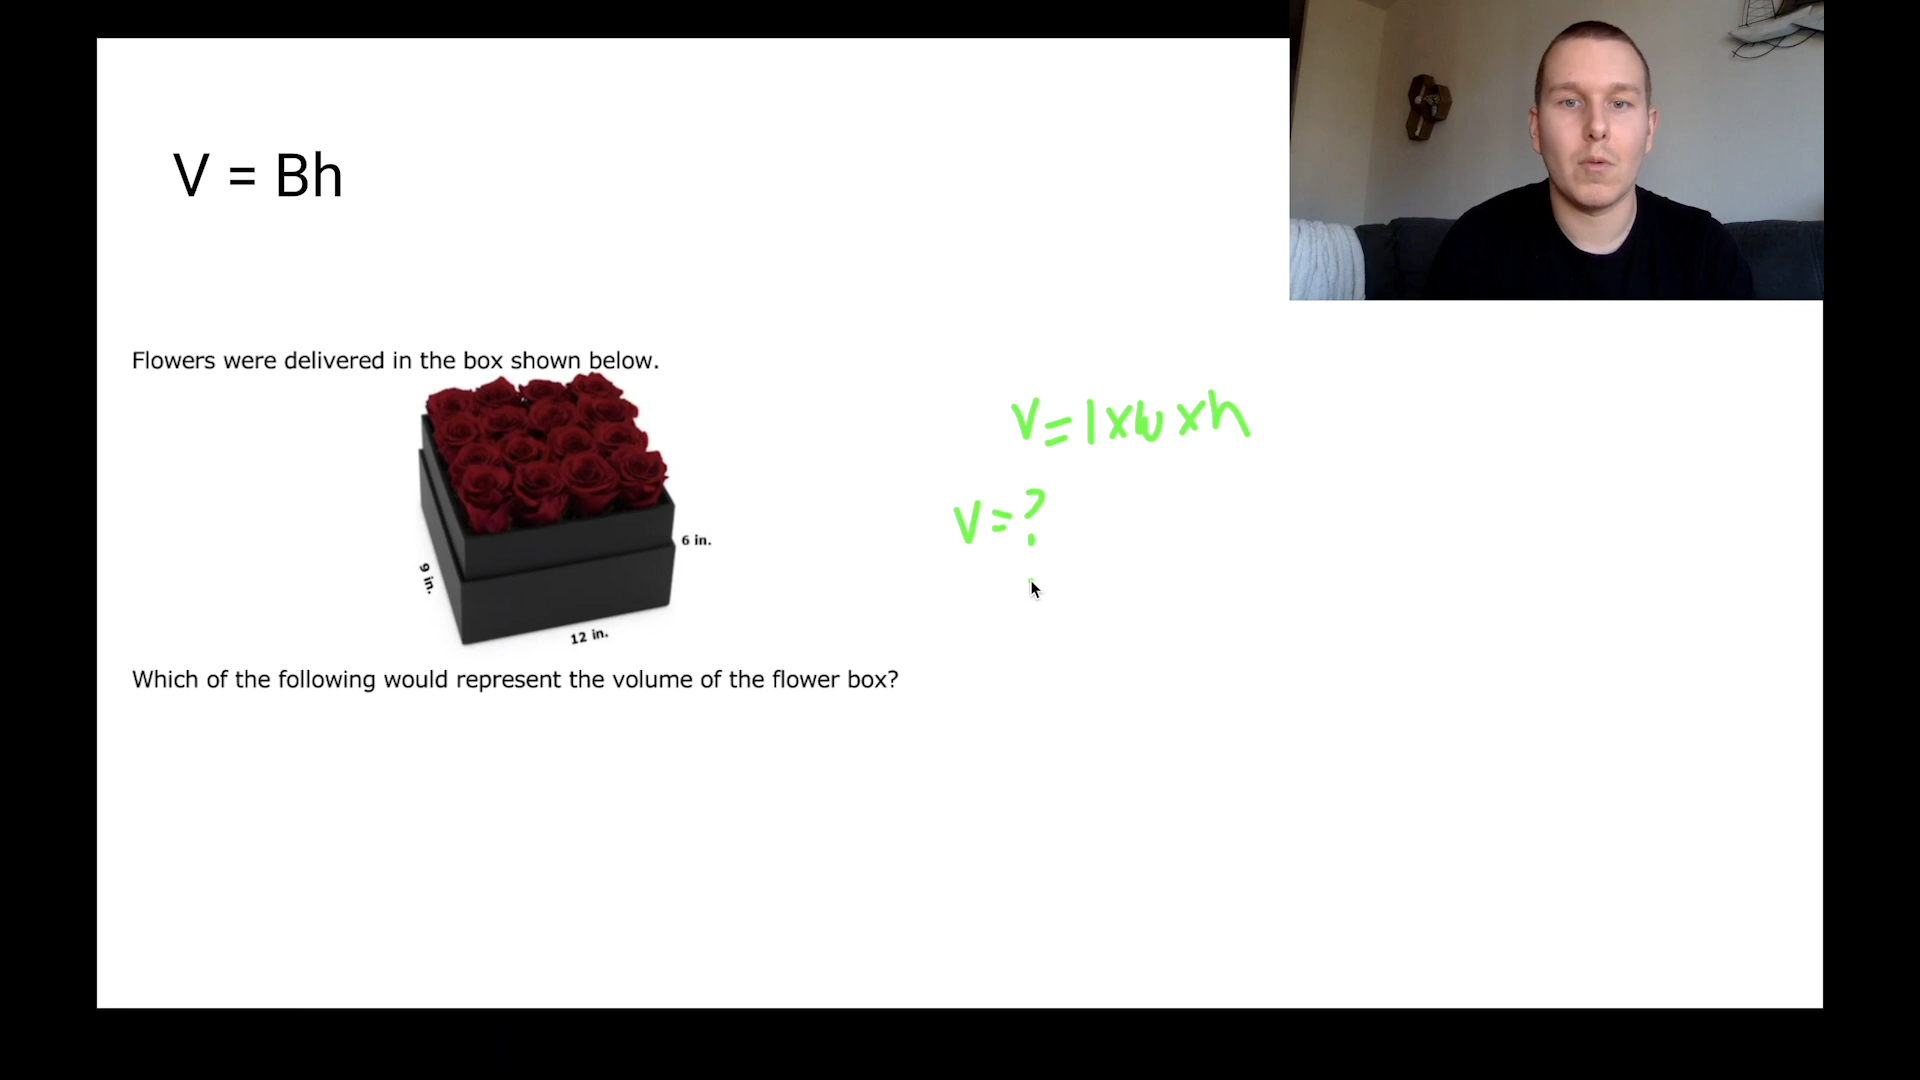 V = Bh
Flowers were delivered in the box shown below.
V = l x w x h
V = ?
6 in.
9 in.
12 in.
Which of the following would represent the volume of the flower box?